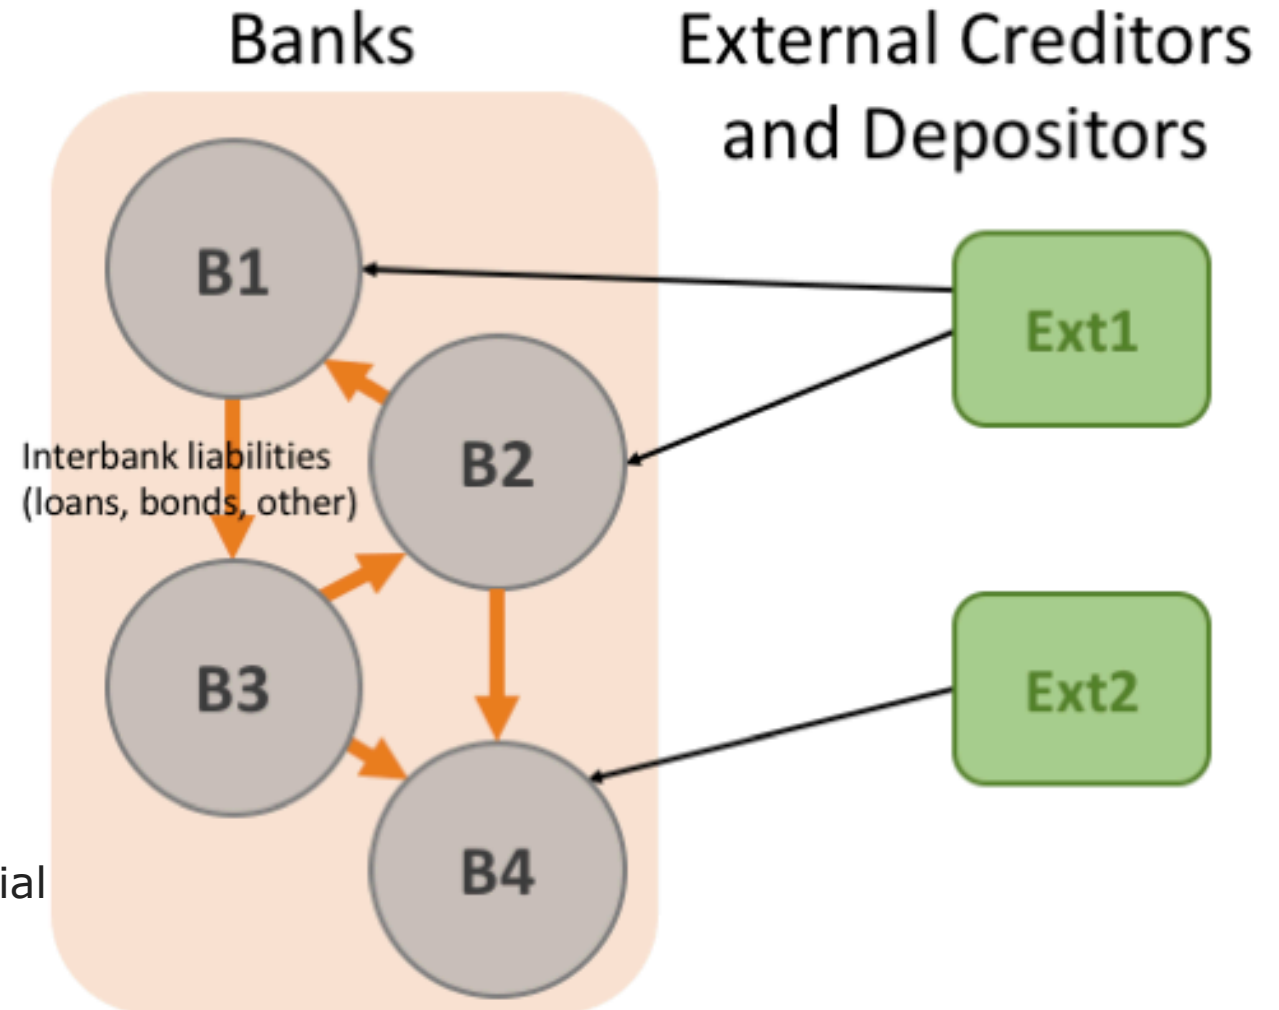 Banks
External Creditors
and Depositors
B1
Ext1
B2
Interbank liabilities
(loans, bonds, other)
B3
Ext2
B4
ial